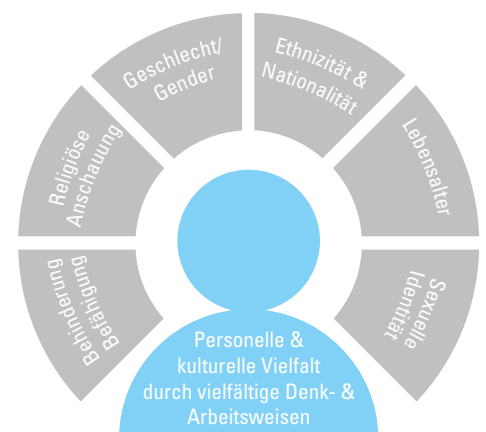 Behinderung
Befähigung
Religiöse
Anschauung
Geschlecht/
Gender
Ethnizität &
Nationalität
Lebensalter
Sexuelle
Identität
Personelle &
kulturelle Vielfalt
durch vielfältige Denk- &
Arbeitsweisen